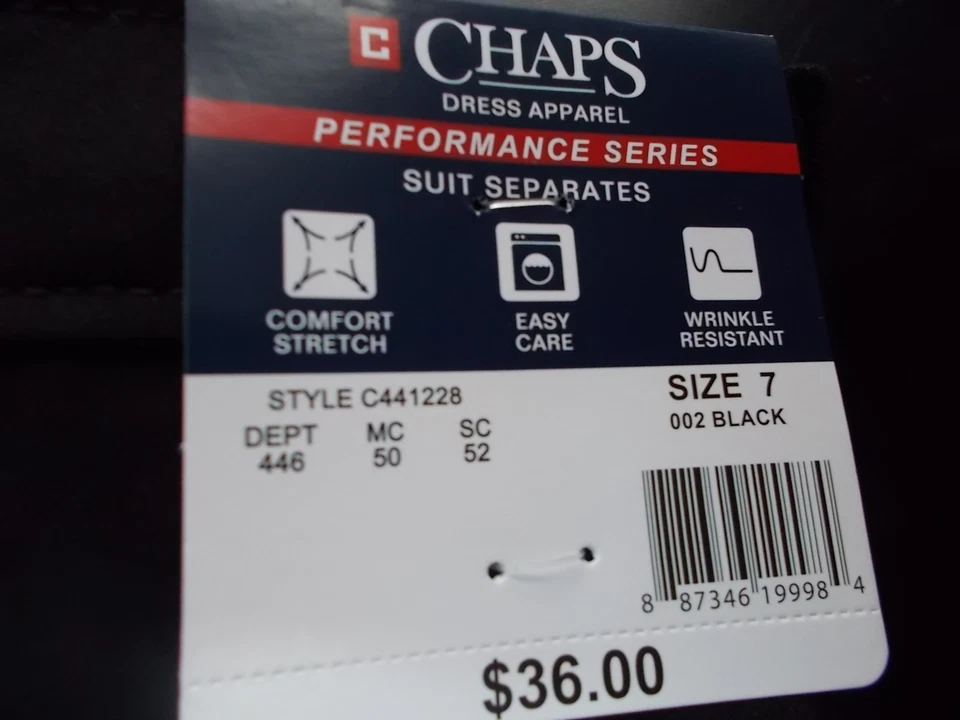 C CHAPS
DRESS APPAREL
PERFORMANCE SERIES
SUIT SEPARATES
COMFORT STRETCH
EASY CARE
WRINKLE RESISTANT
STYLE C441228
SIZE 7
002 BLACK
DEPT MC SC
446 50 52
8 87346 19998 4
$36.00